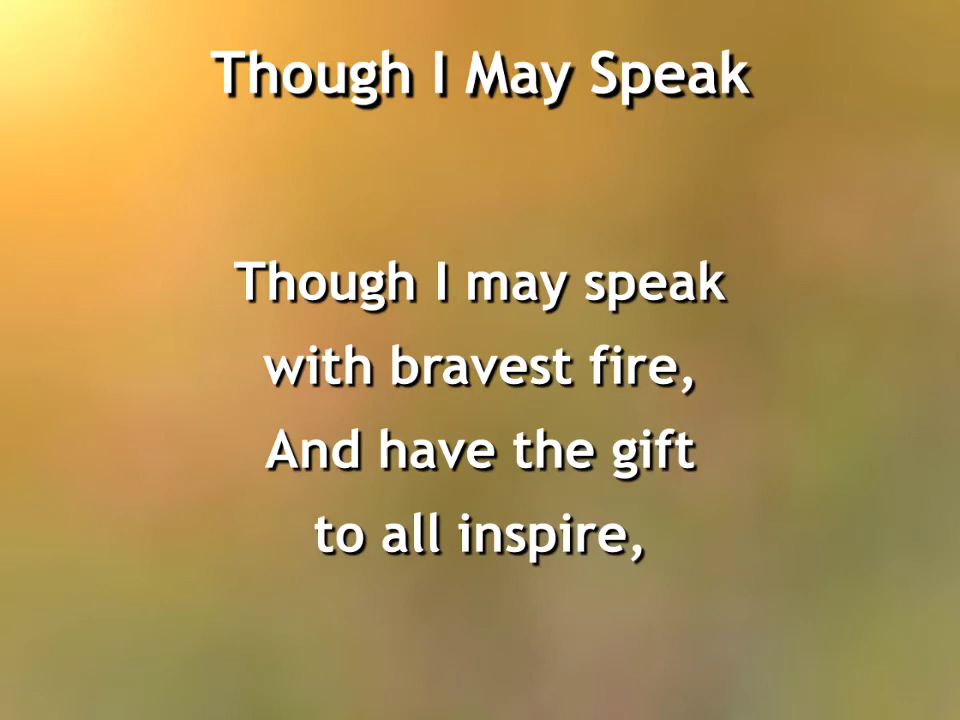 Though I May Speak
Though I may speak
with bravest fire,
And have the gift
to all inspire,